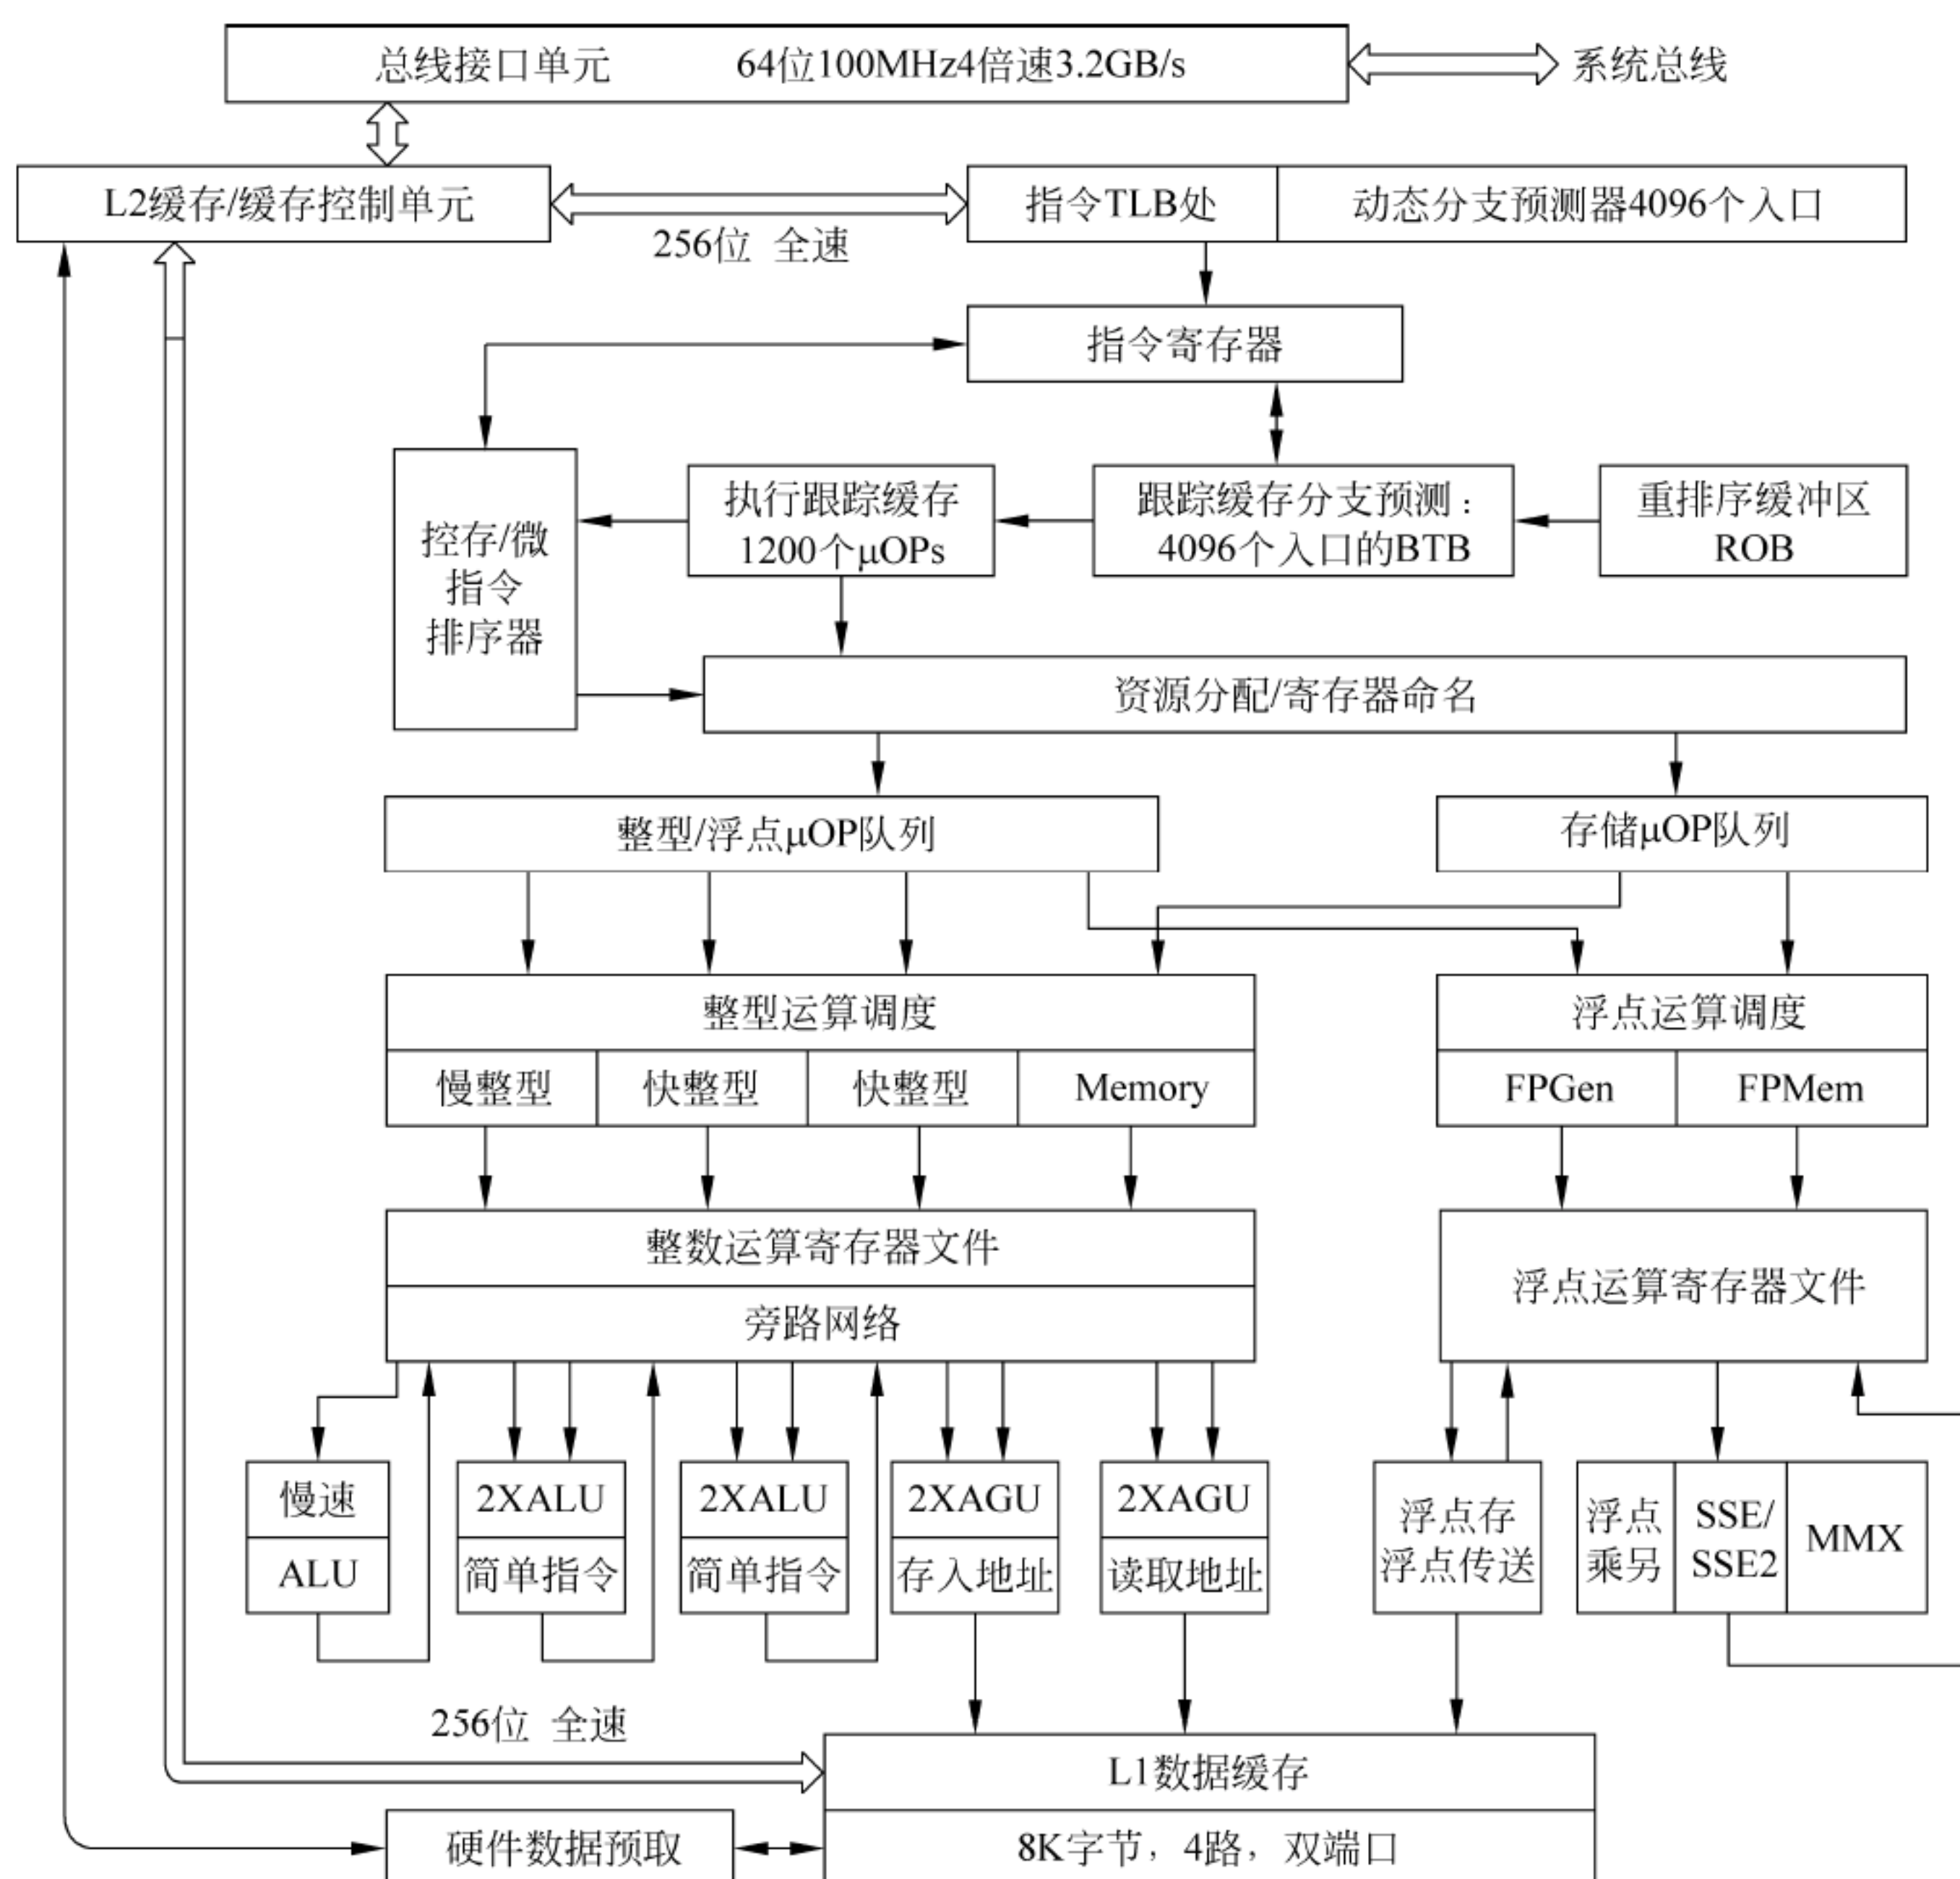 总线接口单元 64位100MHz4倍速3.2GB/s
系统总线
L2缓存/缓存控制单元
256位 全速
指令TLB处
动态分支预测器4096个入口
指令寄存器
控存/微
指令
排序器
执行跟踪缓存
1200个μOPs
跟踪缓存分支预测：
4096个入口的BTB
重排序缓冲区
ROB
资源分配/寄存器命名
整型/浮点μOP队列
存储μOP队列
整型运算调度
慢整型
快整型
快整型
Memory
浮点运算调度
FPGen
FPMem
整数运算寄存器文件
旁路网络
浮点运算寄存器文件
慢速
ALU
2XALU
简单指令
2XALU
简单指令
2XAGU
存入地址
2XAGU
读取地址
浮点存
浮点传送
浮点
乘另
SSE/
SSE2
MMX
256位 全速
L1数据缓存
8K字节，4路，双端口
硬件数据预取